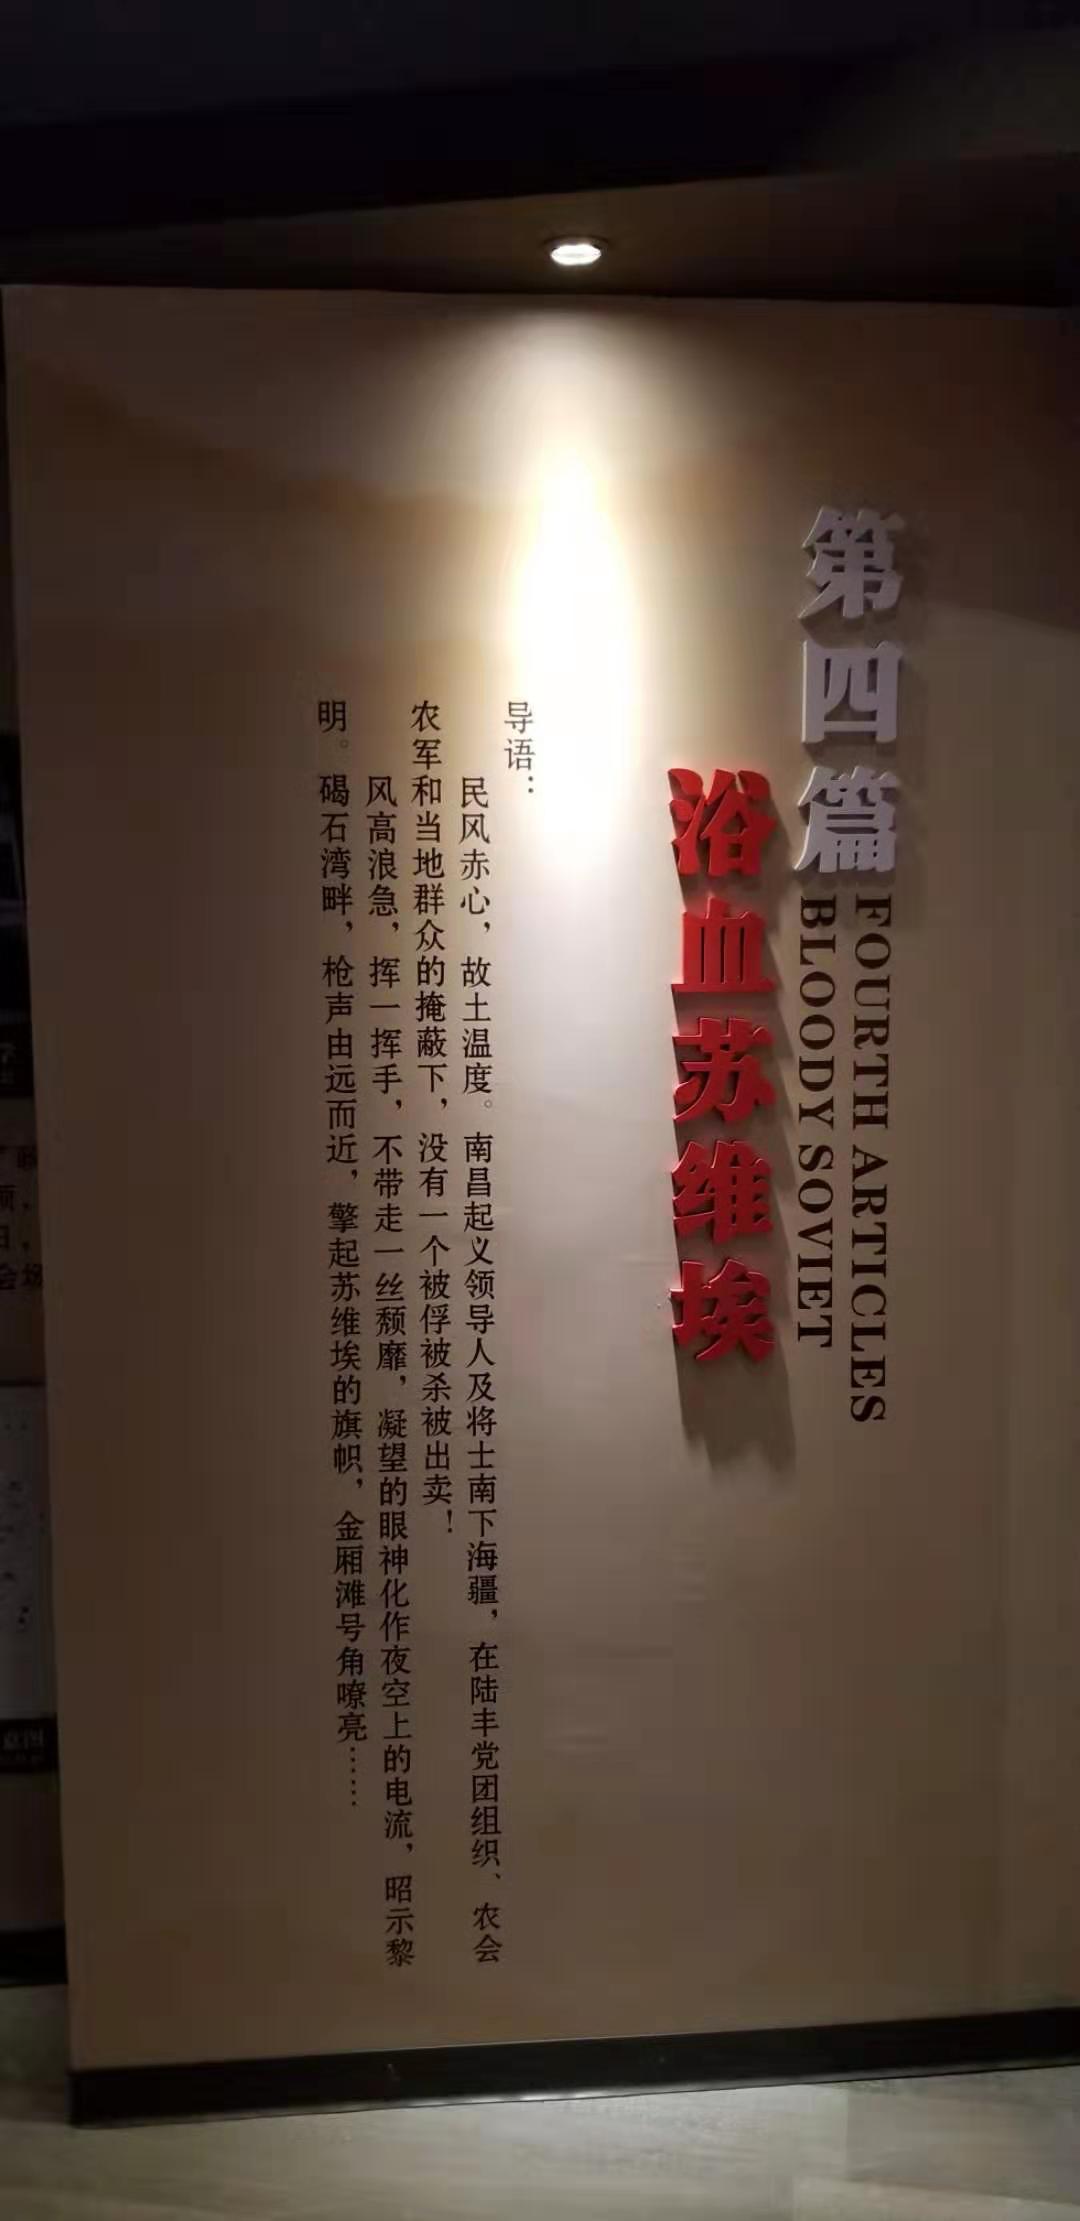 第四篇
FOURTH ARTICLES
BLOODY SOVIET
浴血苏维埃
导语：
民风赤心，故土温度。南昌起义领导人及将士南下海疆，在陆丰党团组织、农会
农军和当地群众的掩蔽下，没有一个被俘被杀被出卖！
风高浪急，挥一挥手，不带走一丝颓靡，凝望的眼神化作夜空上的电流，昭示黎
明。碣石湾畔，枪声由远而近，擎起苏维埃的旗帜，金厢滩号角嘹亮……